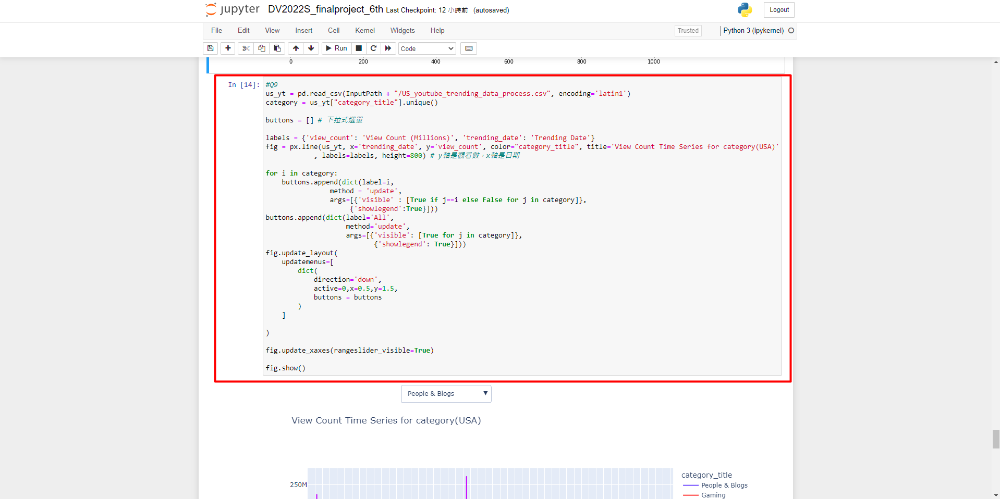 jupyter DV2022S_finalproject_6th Last Checkpoint: 12 小時前 (autosaved)
Logout
File Edit View Insert Cell Kernel Widgets Help
Trusted
Python 3 (ipykernel)
Run
Code
0 200 400 600 800 1000
In [14]:
#Q9
us_yt = pd.read_csv(InputPath + "/US_youtube_trending_data_process.csv", encoding='latin1')
category = us_yt["category_title"].unique()
buttons = [] # 下拉式選單
labels = {'view_count': 'View Count (Millions)', 'trending_date': 'Trending Date'}
fig = px.line(us_yt, x='trending_date', y='view_count', color="category_title", title='View Count Time Series for category(USA)'
, labels=labels, height=800) # y軸是觀看數，x軸是日期
for i in category:
buttons.append(dict(label=i,
method = 'update',
args=[{'visible' : [True if j==i else False for j in category]},
{'showlegend':True}]))
buttons.append(dict(label='All',
method='update',
args=[{'visible': [True for j in category]},
{'showlegend': True}]))
fig.update_layout(
updatemenus=[
dict(
direction='down',
active=0,x=0.5,y=1.5,
buttons = buttons
)
]
)
fig.update_xaxes(rangeslider_visible=True)
fig.show()
People & Blogs
View Count Time Series for category(USA)
250M
category_title
People & Blogs
Gaming